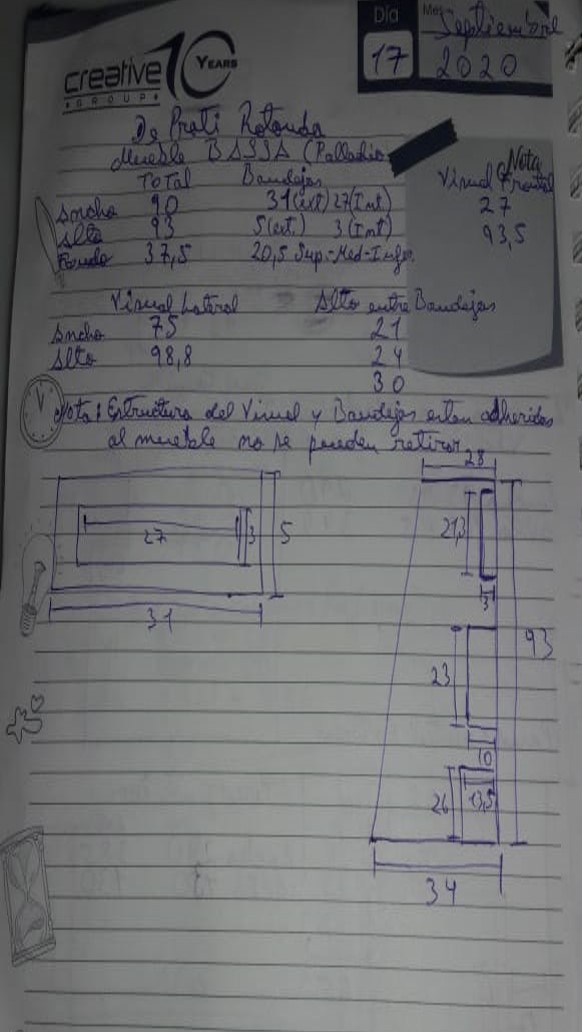 Día
Mes
17
Septiembre
2020
creative
GROUP
10 YEARS
De Prati Rotonda
Mueble BASSA (Palladio
Nota
Total Bandejas Visual Frontal
Ancho 90 31(ext) 27(Int) 27
Alto 93 5(ext.) 3(Int) 93,5
Fondo 37,5 20,5 Sup.-Med-Infer.
Visual Lateral Alto entre Bandejas
Ancho 75 21
Alto 98,8 24
30
Nota: Estructura del Visual y Bandejas estan adheridos
al mueble no se pueden retirar.
28
27 3 5
31
21,3
3
93
23
10
26 13,5
34